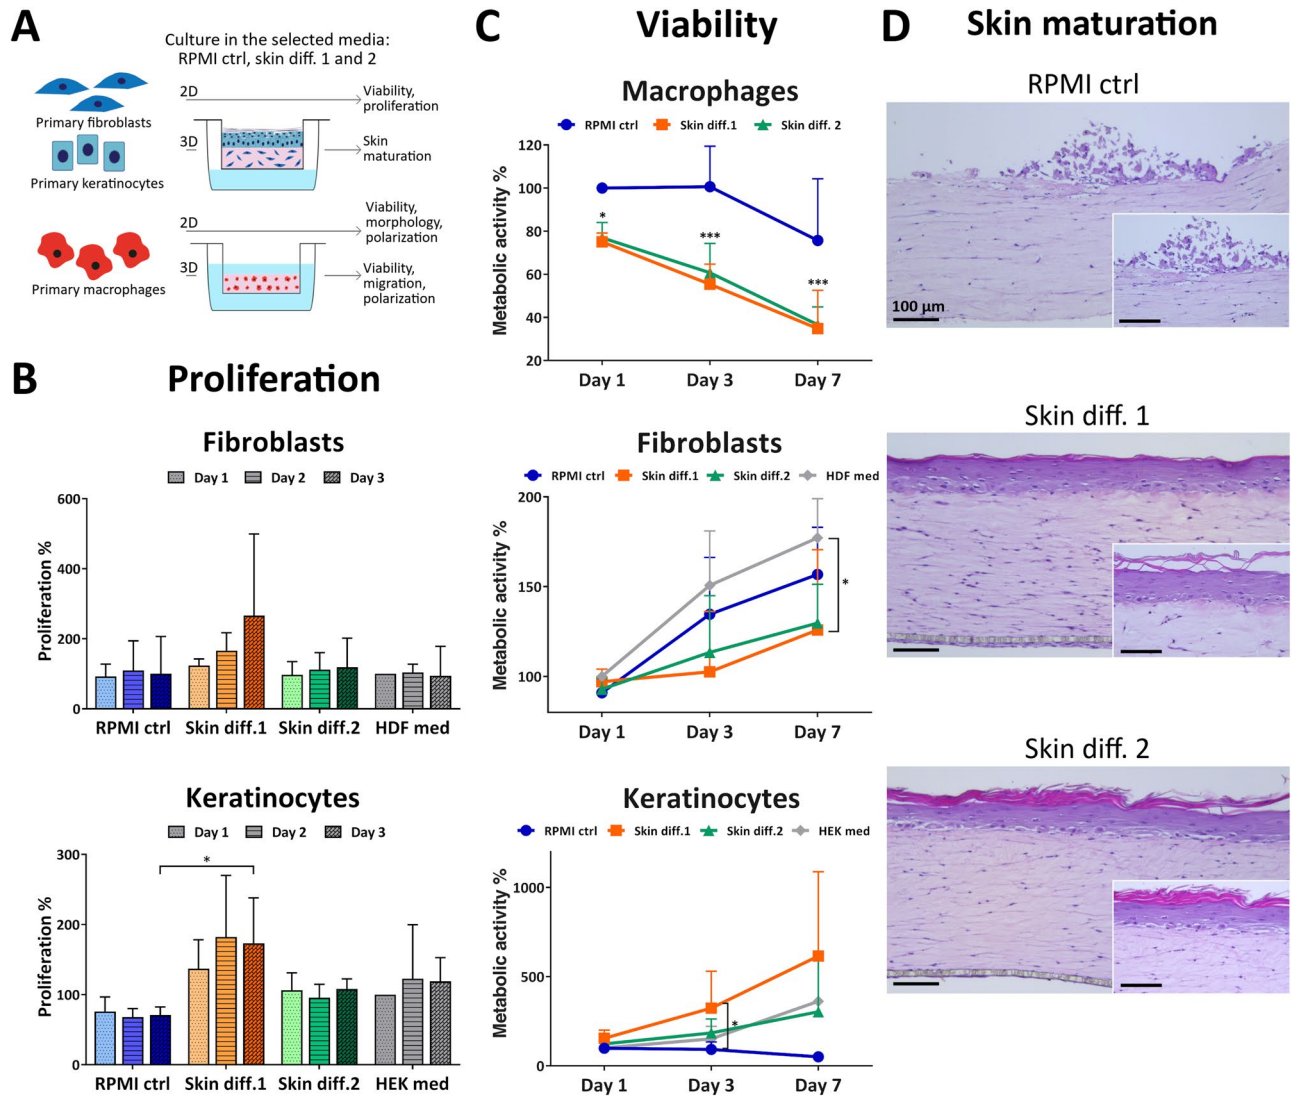 A
Culture in the selected media:
RPMI ctrl, skin diff. 1 and 2
2D
Viability,
proliferation
Primary fibroblasts
3D
Skin
maturation
Primary keratinocytes
2D
Viability,
morphology,
polarization
3D
Viability,
migration,
polarization
Primary macrophages
B
Proliferation
Fibroblasts
Day 1 Day 2 Day 3
Proliferation %
600
400
200
0
RPMI ctrl Skin diff.1 Skin diff.2 HDF med
Keratinocytes
Day 1 Day 2 Day 3
Proliferation %
300
200
100
0
*
RPMI ctrl Skin diff.1 Skin diff.2 HEK med
C
Viability
Macrophages
RPMI ctrl Skin diff.1 Skin diff. 2
Metabolic activity %
120
100
80
60
40
20
*
***
***
Day 1 Day 3 Day 7
Fibroblasts
RPMI ctrl Skin diff.1 Skin diff.2 HDF med
Metabolic activity %
200
150
100
*
Day 1 Day 3 Day 7
Keratinocytes
RPMI ctrl Skin diff.1 Skin diff.2 HEK med
Metabolic activity %
1000
500
0
*
Day 1 Day 3 Day 7
D
Skin maturation
RPMI ctrl
100 µm
Skin diff. 1
Skin diff. 2